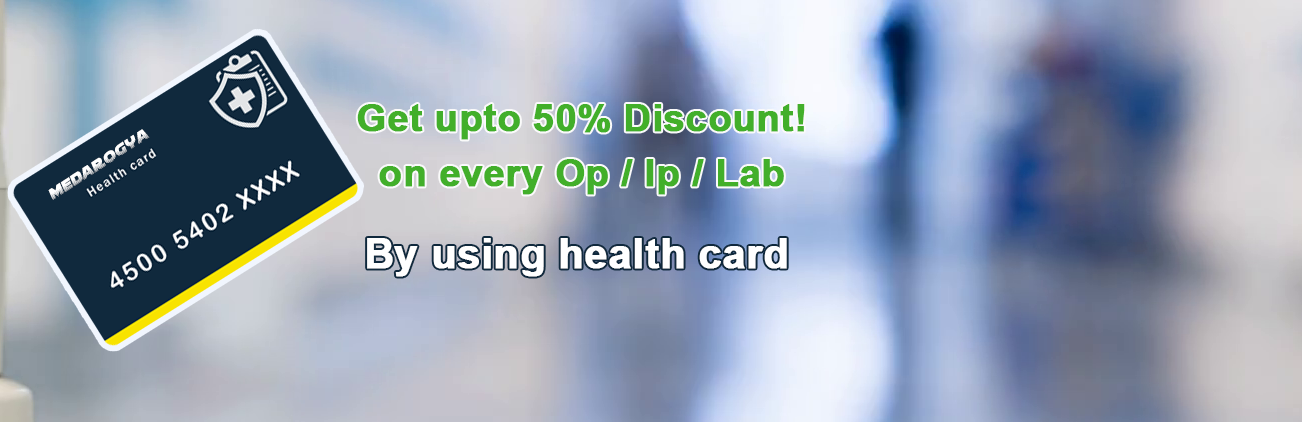 MEDAROGYA
Health card
4500 5402 XXXX
Get upto 50% Discount!
on every Op / Ip / Lab
By using health card